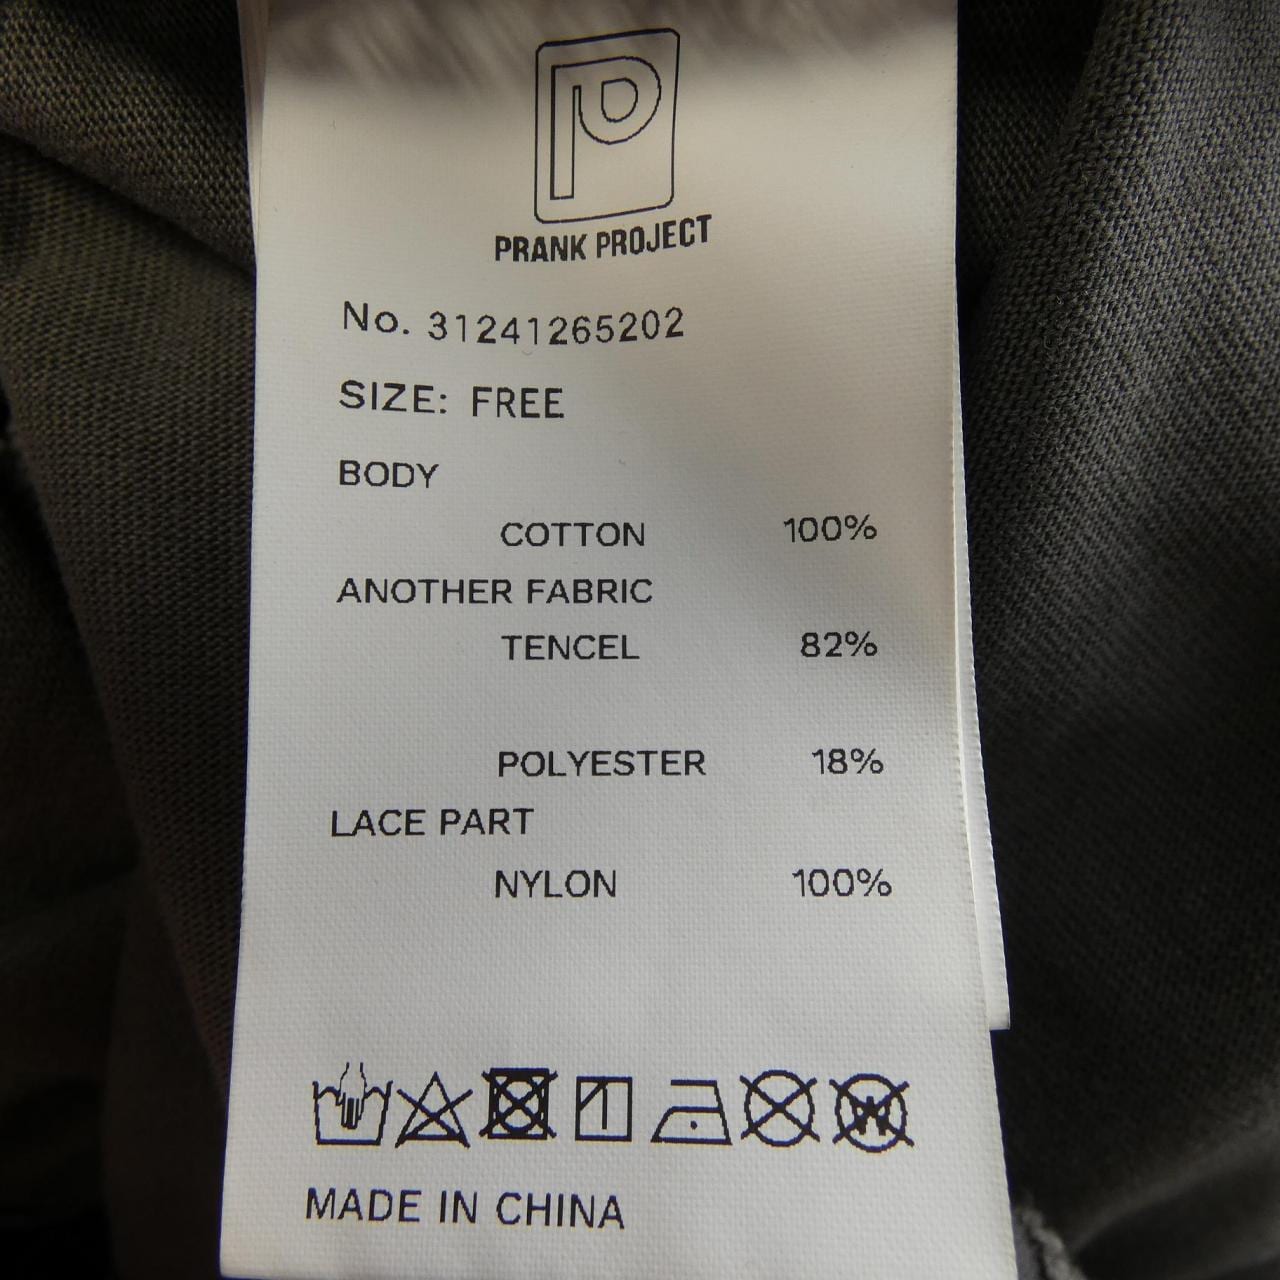 P
PRANK PROJECT
No. 31241265202
SIZE: FREE
BODY
COTTON 100%
ANOTHER FABRIC
TENCEL 82%
POLYESTER 18%
LACE PART
NYLON 100%
W
MADE IN CHINA